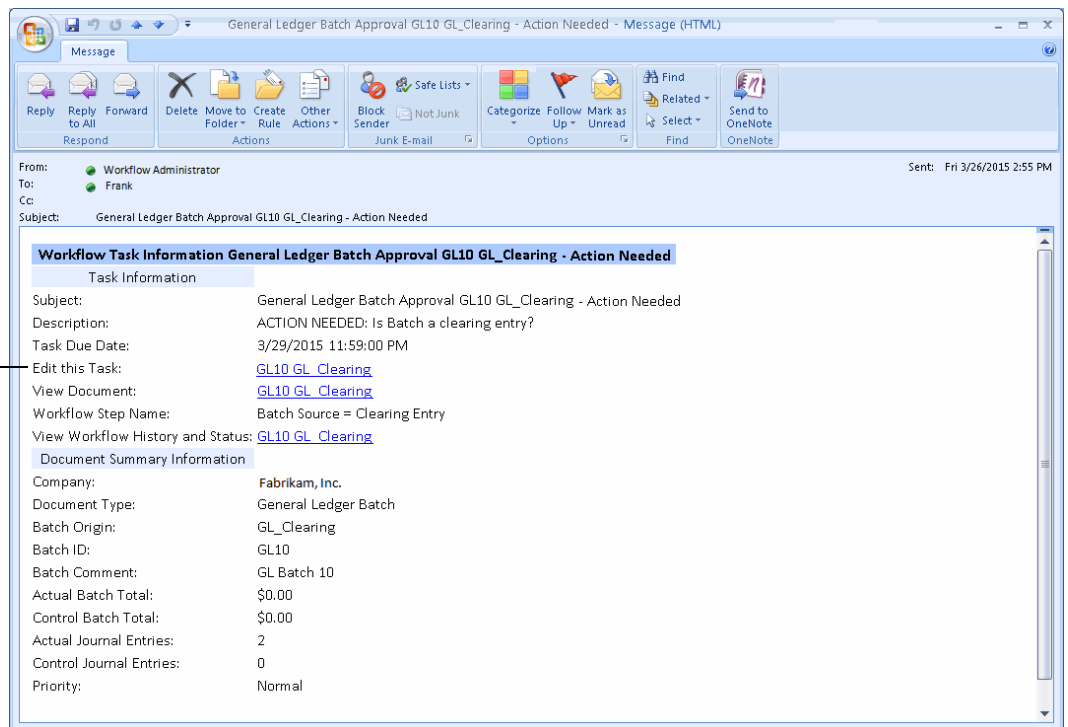 General Ledger Batch Approval GL10 GL_Clearing - Action Needed - Message (HTML)
Message
Reply
Reply to All
Forward
Respond
Delete
Move to Folder
Create Rule
Other Actions
Actions
Block Sender
Safe Lists
Not Junk
Junk E-mail
Categorize
Follow Up
Mark as Unread
Options
Find
Related
Select
Find
Send to OneNote
OneNote
From: Workflow Administrator Sent: Fri 3/26/2015 2:55 PM
To: Frank
Cc:
Subject: General Ledger Batch Approval GL10 GL_Clearing - Action Needed
Workflow Task Information General Ledger Batch Approval GL10 GL_Clearing - Action Needed
Task Information
Subject: General Ledger Batch Approval GL10 GL_Clearing - Action Needed
Description: ACTION NEEDED: Is Batch a clearing entry?
Task Due Date: 3/29/2015 11:59:00 PM
Edit this Task: GL10 GL_Clearing
View Document: GL10 GL_Clearing
Workflow Step Name: Batch Source = Clearing Entry
View Workflow History and Status: GL10 GL_Clearing
Document Summary Information
Company: Fabrikam, Inc.
Document Type: General Ledger Batch
Batch Origin: GL_Clearing
Batch ID: GL10
Batch Comment: GL Batch 10
Actual Batch Total: $0.00
Control Batch Total: $0.00
Actual Journal Entries: 2
Control Journal Entries: 0
Priority: Normal